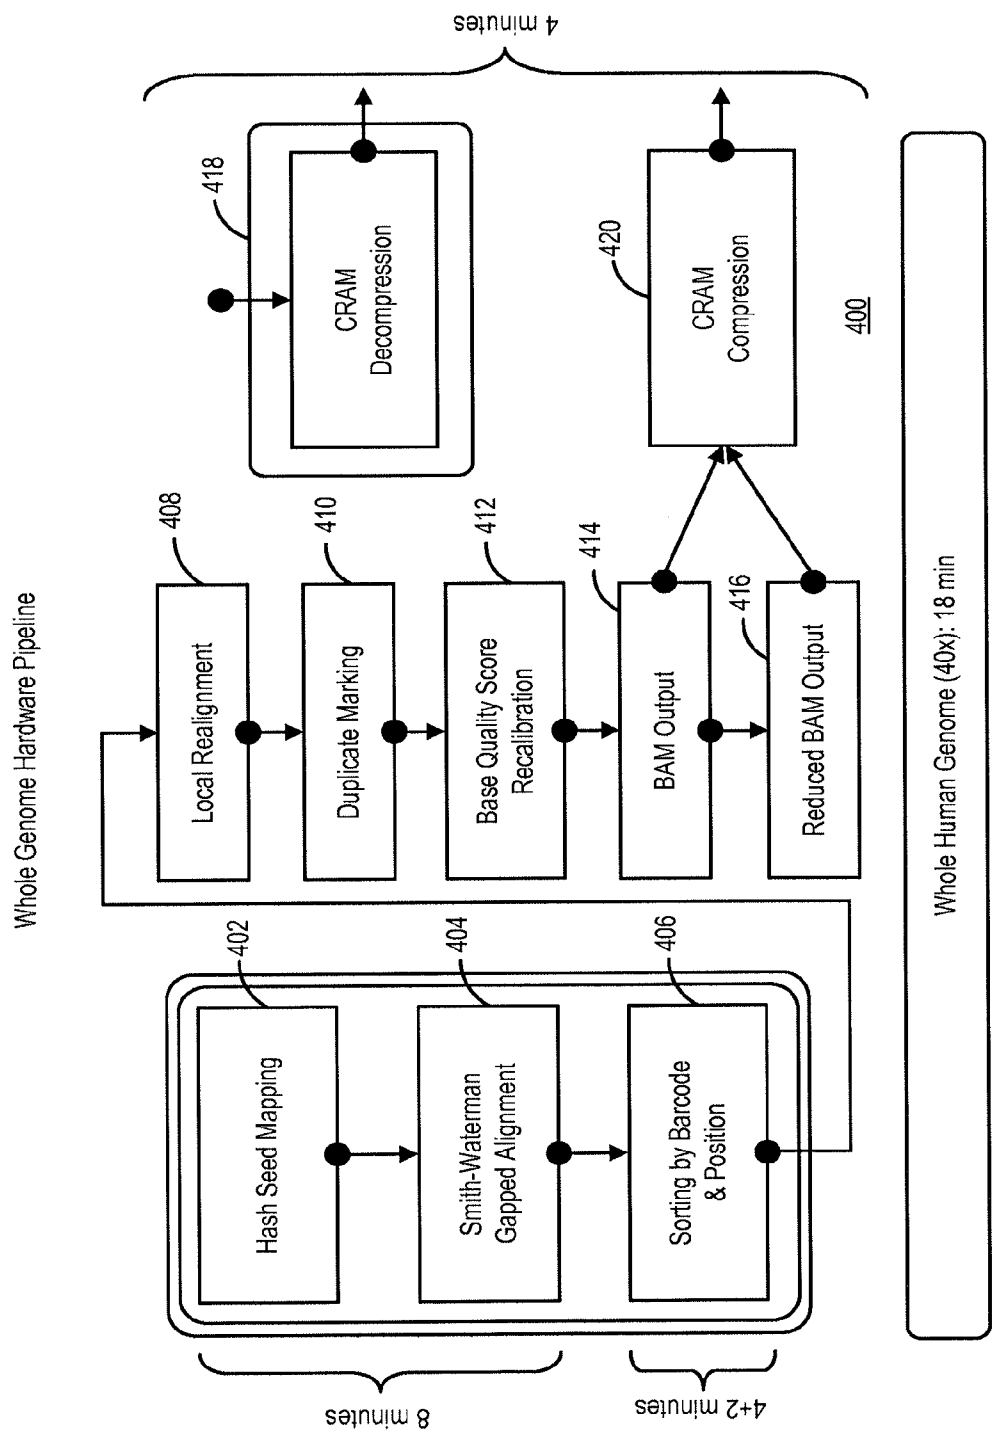 Whole Genome Hardware Pipeline
8 minutes
4+2 minutes
402
Hash Seed Mapping
404
Smith-Waterman
Gapped Alignment
406
Sorting by Barcode
& Position
408
Local Realignment
410
Duplicate Marking
412
Base Quality Score
Recalibration
414
BAM Output
416
Reduced BAM Output
418
CRAM
Decompression
420
CRAM
Compression
4 minutes
400
Whole Human Genome (40x): 18 min